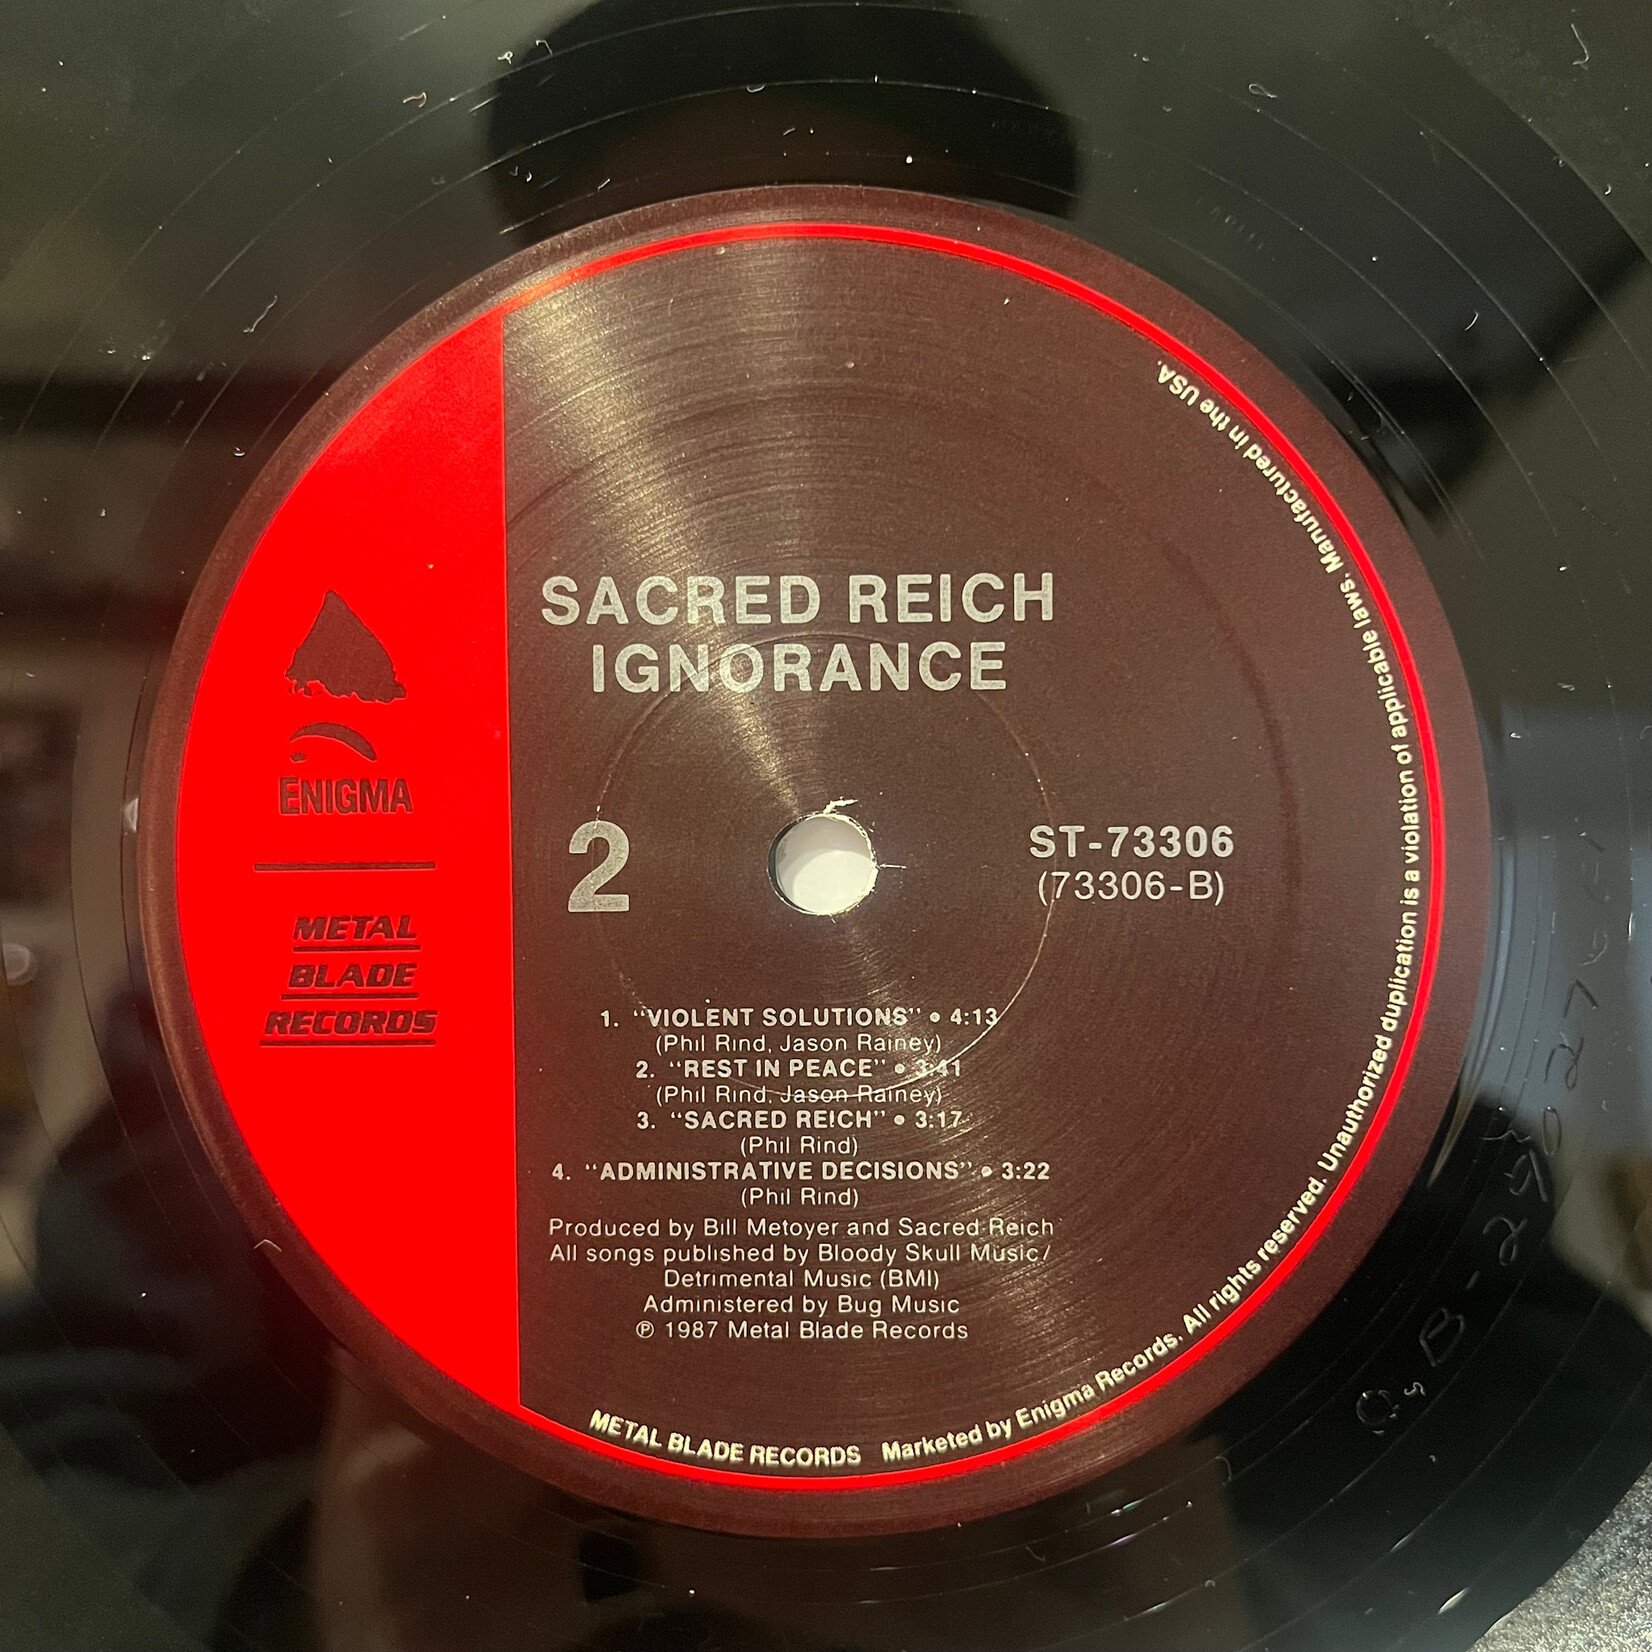 SACRED REICH
IGNORANCE
ENIGMA
METAL
BLADE
RECORDS
2
ST-73306
(73306-B)
1. "VIOLENT SOLUTIONS" • 4:13
(Phil Rind, Jason Rainey)
2. "REST IN PEACE" • 3:41
(Phil Rind, Jason Rainey)
3. "SACRED REICH" • 3:17
(Phil Rind)
4. "ADMINISTRATIVE DECISIONS" • 3:22
(Phil Rind)
Produced by Bill Metoyer and Sacred Reich
All songs published by Bloody Skull Music/
Detrimental Music (BMI)
Administered by Bug Music
℗ 1987 Metal Blade Records
METAL BLADE RECORDS Marketed by Enigma Records. All rights reserved. Unauthorized duplication is a violation of applicable laws. Manufactured in the USA.